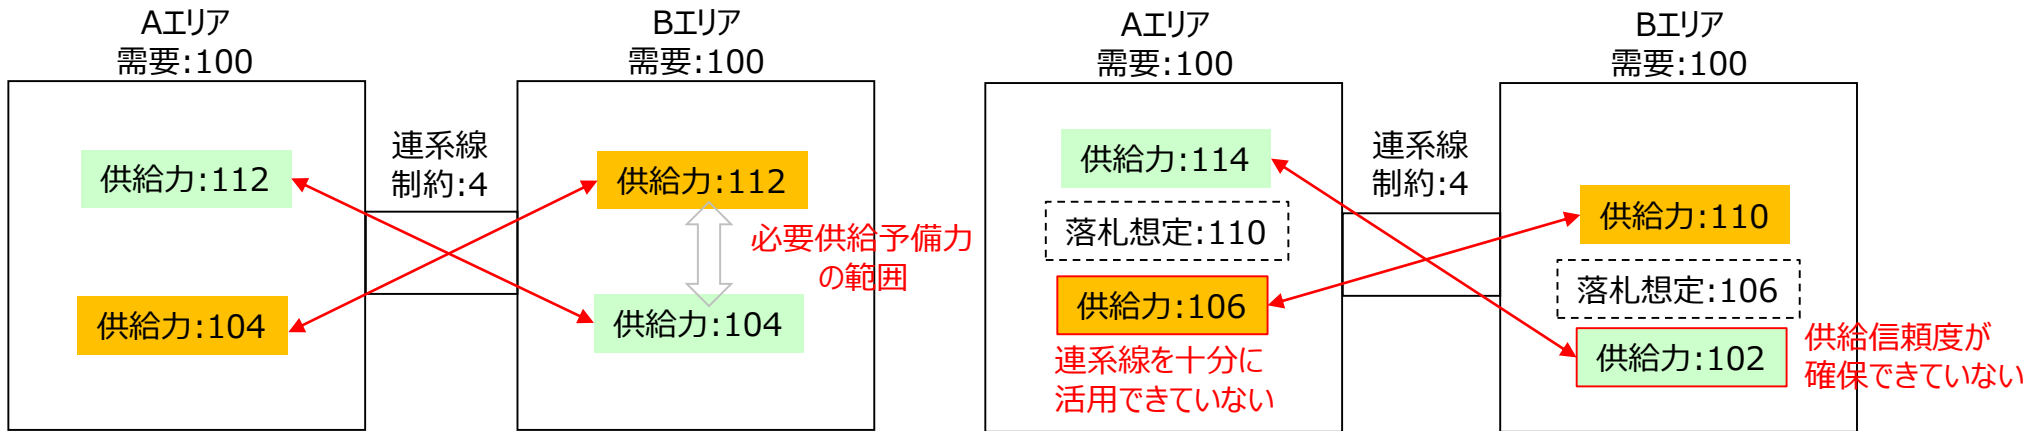 Aエリア
需要:100
Bエリア
需要:100
連系線
制約:4
供給力:112
供給力:112
必要供給予備力
の範囲
供給力:104
供給力:104
Aエリア
需要:100
Bエリア
需要:100
連系線
制約:4
供給力:114
供給力:110
落札想定:110
落札想定:106
供給力:106
供給力:102
連系線を十分に
活用できていない
供給信頼度が
確保できていない